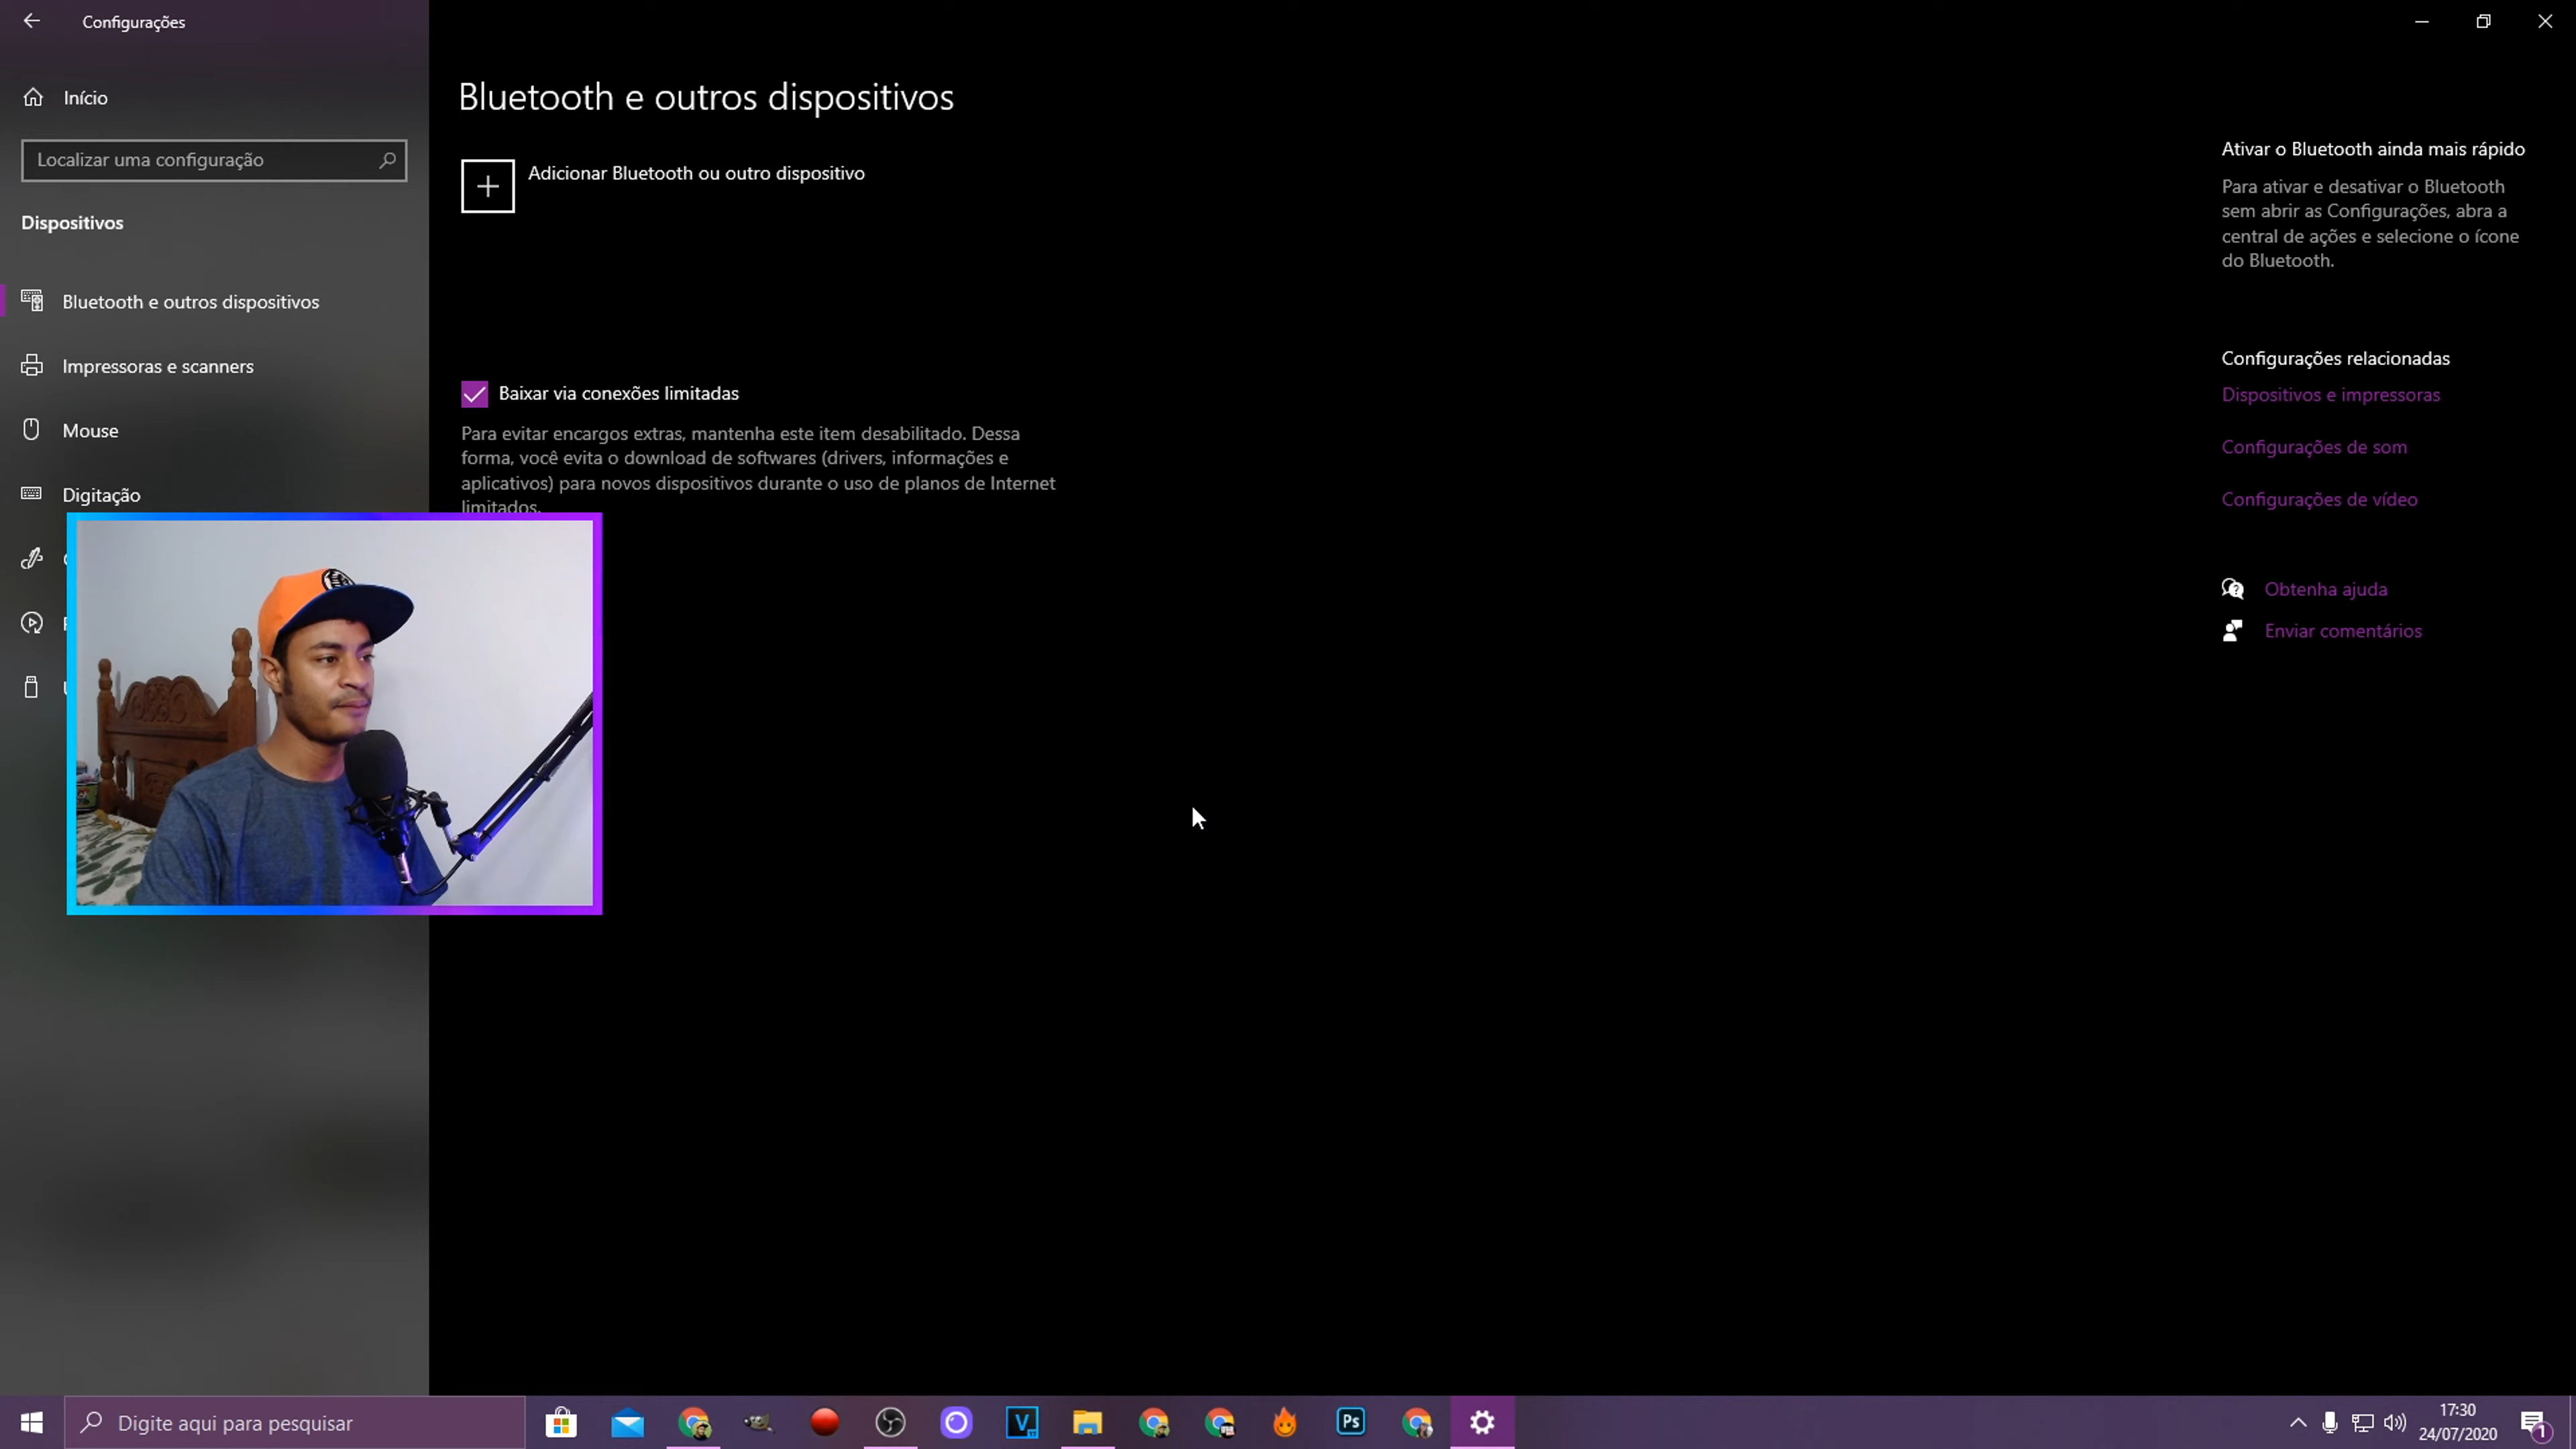 Configurações
Início
Localizar uma configuração
Dispositivos
Bluetooth e outros dispositivos
Impressoras e scanners
Mouse
Digitação
Bluetooth e outros dispositivos
Adicionar Bluetooth ou outro dispositivo
Baixar via conexões limitadas
Para evitar encargos extras, mantenha este item desabilitado. Dessa
forma, você evita o download de softwares (drivers, informações e
aplicativos) para novos dispositivos durante o uso de planos de Internet
limitados.
Ativar o Bluetooth ainda mais rápido
Para ativar e desativar o Bluetooth
sem abrir as Configurações, abra a
central de ações e selecione o ícone
do Bluetooth.
Configurações relacionadas
Dispositivos e impressoras
Configurações de som
Configurações de vídeo
Obtenha ajuda
Enviar comentários
Digite aqui para pesquisar
V
Ps
17:30
24/07/2020
1